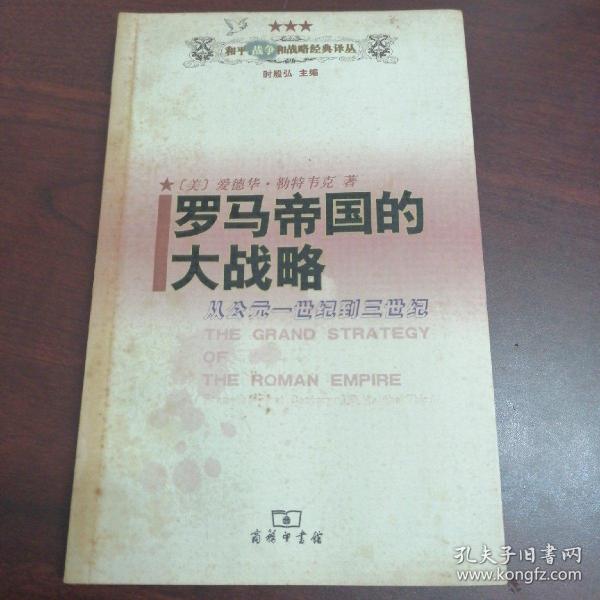 和平 战争 和战略经典译丛
时殷弘 主编
〔美〕爱德华·勒特韦克 著
罗马帝国的
大战略
从公元一世纪到三世纪
THE GRAND STRATEGY
OF
THE ROMAN EMPIRE
商务印书馆
孔夫子旧书网
www.kongfz.com